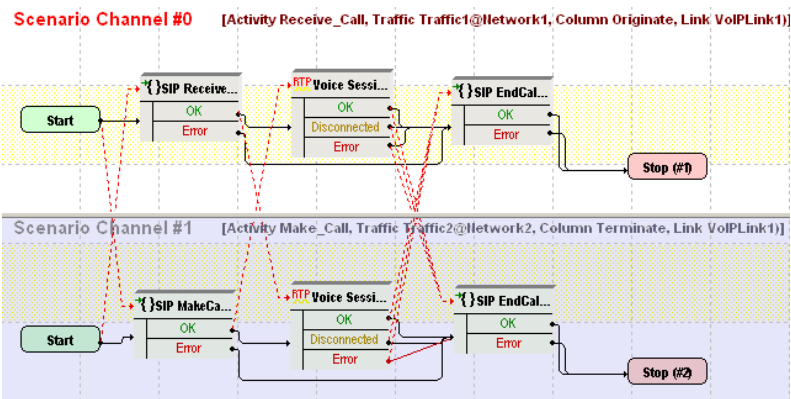 Scenario Channel #0 [Activity Receive_Call, Traffic Traffic1@Network1, Column Originate, Link VoIPLink1)]
{}SIP Receive... RTP Voice Sessi... {}SIP EndCal...
OK OK OK
Start Disconnected
Error Error Error
Stop (#1)
Scenario Channel #1 [Activity Make_Call, Traffic Traffic2@Network2, Column Terminate, Link VoIPLink1)]
{}SIP MakeCa... RTP Voice Sessi... {}SIP EndCal...
OK OK OK
Start Disconnected
Error Error Error
Stop (#2)